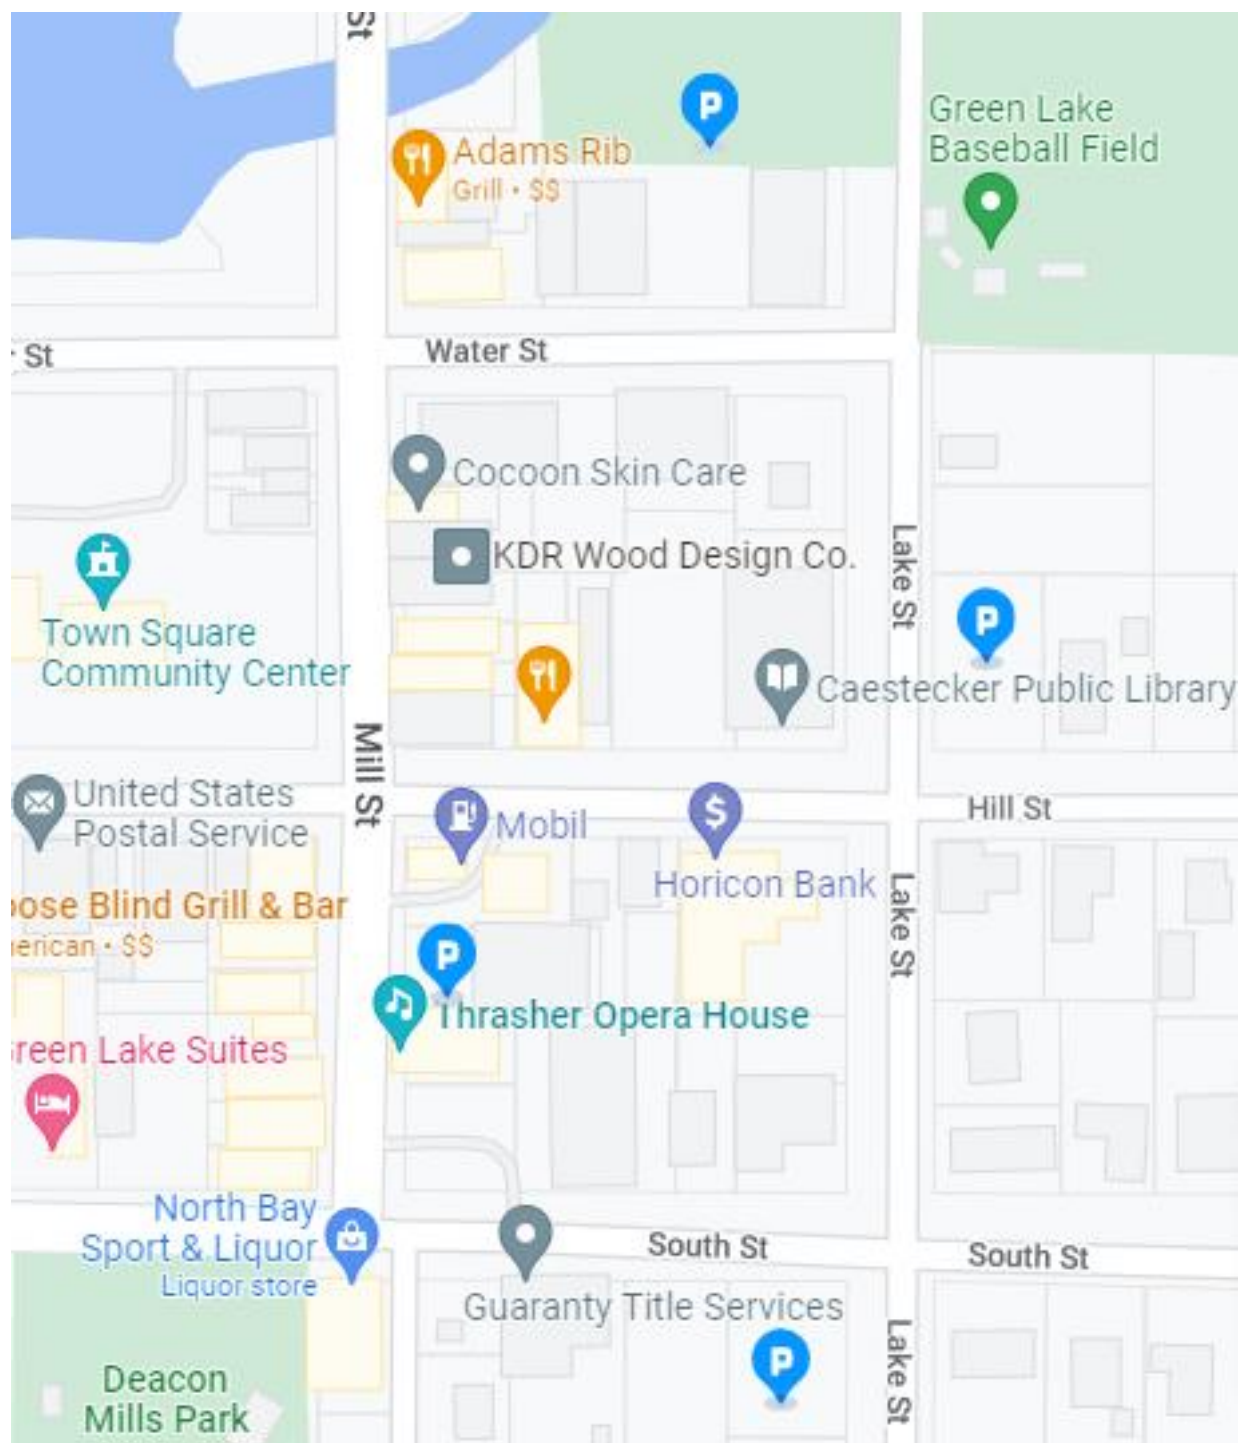 St
Adams Rib
Grill • $$
P
Green Lake
Baseball Field
St
Water St
Cocoon Skin Care
KDR Wood Design Co.
Lake St
P
Town Square
Community Center
Caestecker Public Library
Mill St
United States
Postal Service
Mobil
$
Hill St
Horicon Bank
Lake St
Blind Grill & Bar
• $$
P
Thrasher Opera House
Lake Suites
North Bay
Sport & Liquor
Liquor store
South St
South St
Guaranty Title Services
P
Lake St
Deacon
Mills Park